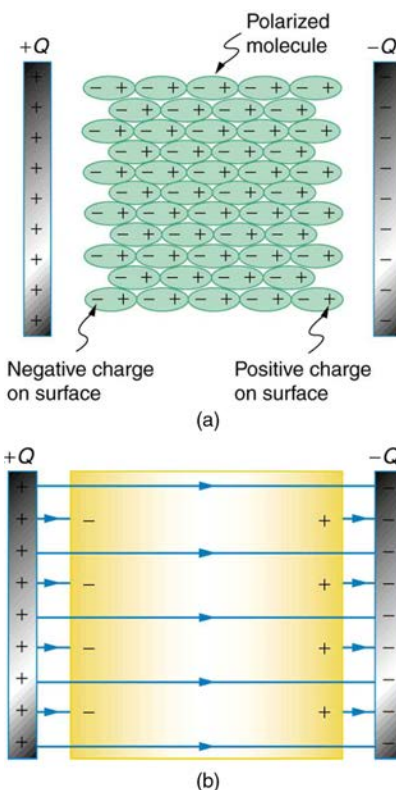 Polarized
molecule
+Q
−Q
+ − + − + − + − + −
− + − + − + − + − +
− + − + − + − +
− + − + − + − + − +
− + − + − + − +
− + − + − + − + − +
− + − + − + − +
− + − + − + − + − +
− + − + − + − +
− + − + − + − + − +
− + − + − + − +
− + − + − + − + − +
Negative charge
on surface
Positive charge
on surface
(a)
+Q
−Q
+ −
+ − + −
+ −
+ − + −
+ −
+ − + −
+ −
+ − + −
+ −
(b)